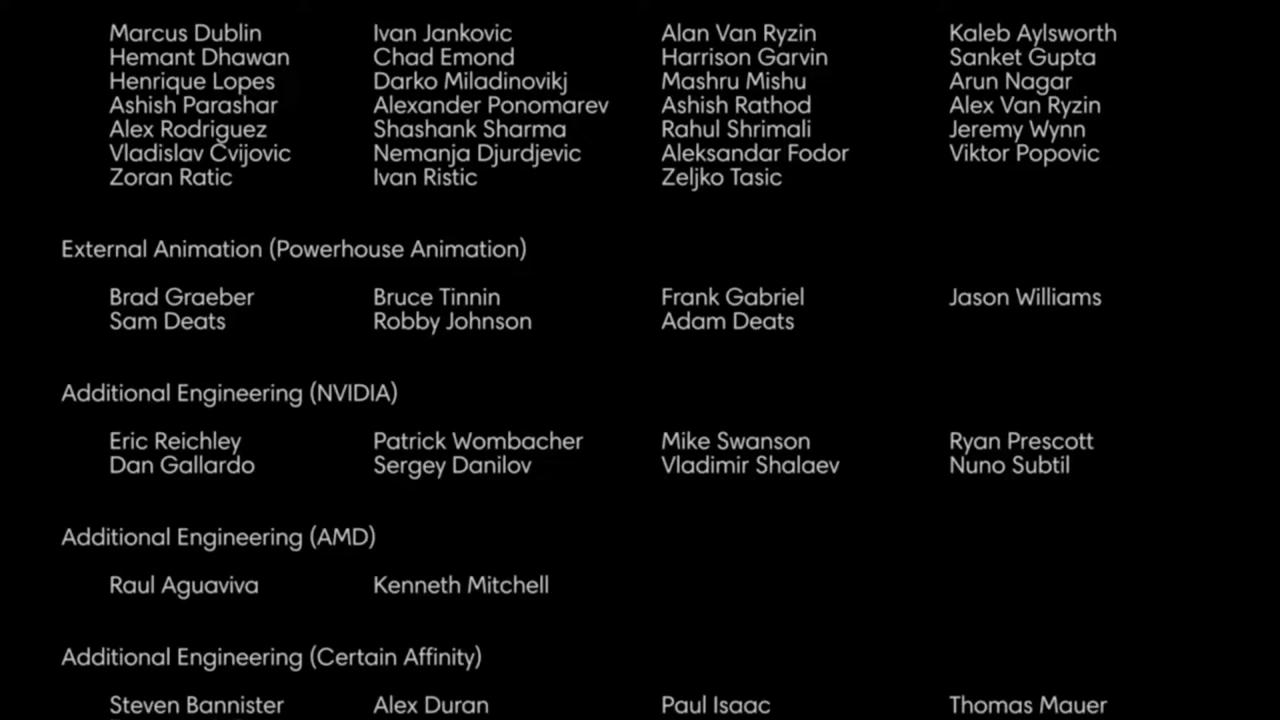 Marcus Dublin Ivan Jankovic Alan Van Ryzin Kaleb Aylsworth
Hemant Dhawan Chad Emond Harrison Garvin Sanket Gupta
Henrique Lopes Darko Miladinovikj Mashru Mishu Arun Nagar
Ashish Parashar Alexander Ponomarev Ashish Rathod Alex Van Ryzin
Alex Rodriguez Shashank Sharma Rahul Shrimali Jeremy Wynn
Vladislav Cvijovic Nemanja Djurdjevic Aleksandar Fodor Viktor Popovic
Zoran Ratic Ivan Ristic Zeljko Tasic
External Animation (Powerhouse Animation)
Brad Graeber Bruce Tinnin Frank Gabriel Jason Williams
Sam Deats Robby Johnson Adam Deats
Additional Engineering (NVIDIA)
Eric Reichley Patrick Wombacher Mike Swanson Ryan Prescott
Dan Gallardo Sergey Danilov Vladimir Shalaev Nuno Subtil
Additional Engineering (AMD)
Raul Aguaviva Kenneth Mitchell
Additional Engineering (Certain Affinity)
Steven Bannister Alex Duran Paul Isaac Thomas Mauer